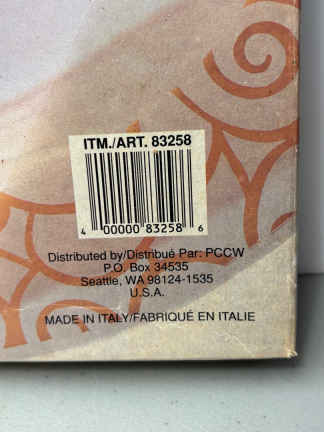 ITM./ART. 83258
4 00000 83258 6
Distributed by/Distribué Par: PCCW
P.O. Box 34535
Seattle, WA 98124-1535
U.S.A.
MADE IN ITALY/FABRIQUÉ EN ITALIE